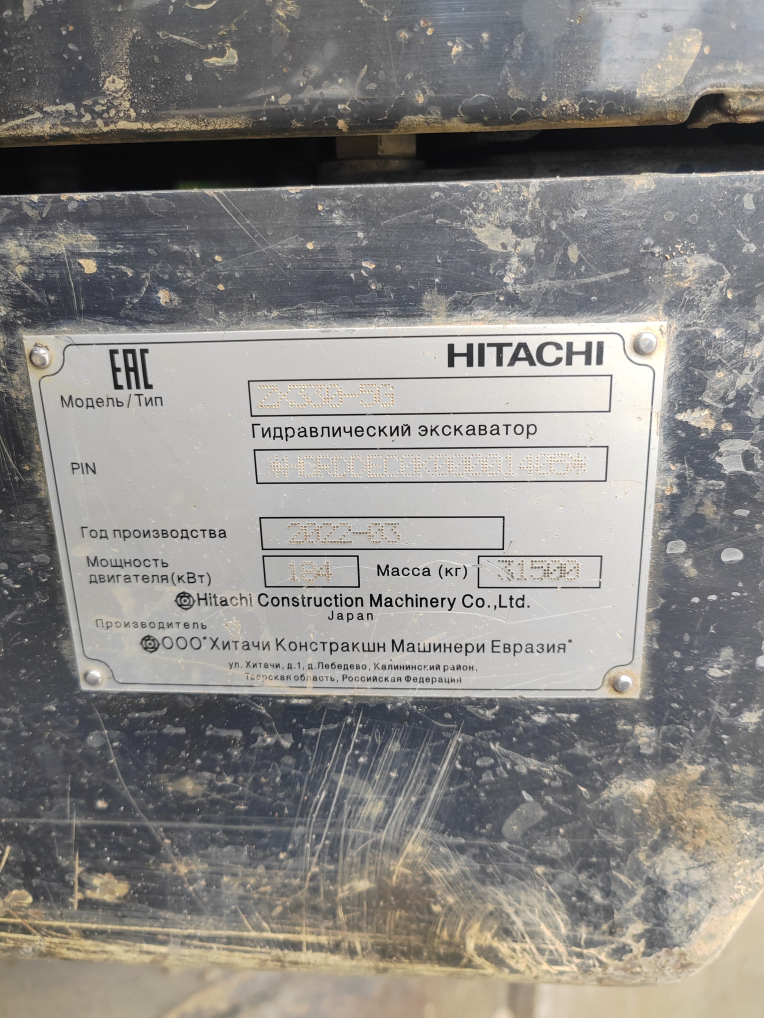 EAC
HITACHI
Модель/Тип
ZX330-5G
Гидравлический экскаватор
PIN
Год производства
2022-03
Мощность
двигателя(кВт)
184
Масса (кг)
31500
Hitachi Construction Machinery Co.,Ltd.
Japan
Производитель
ООО"Хитачи Констракшн Машинери Евразия"
ул. Хитачи, д.1, д.Лебедево, Калининский район,
Тверская область, Российская Федерация